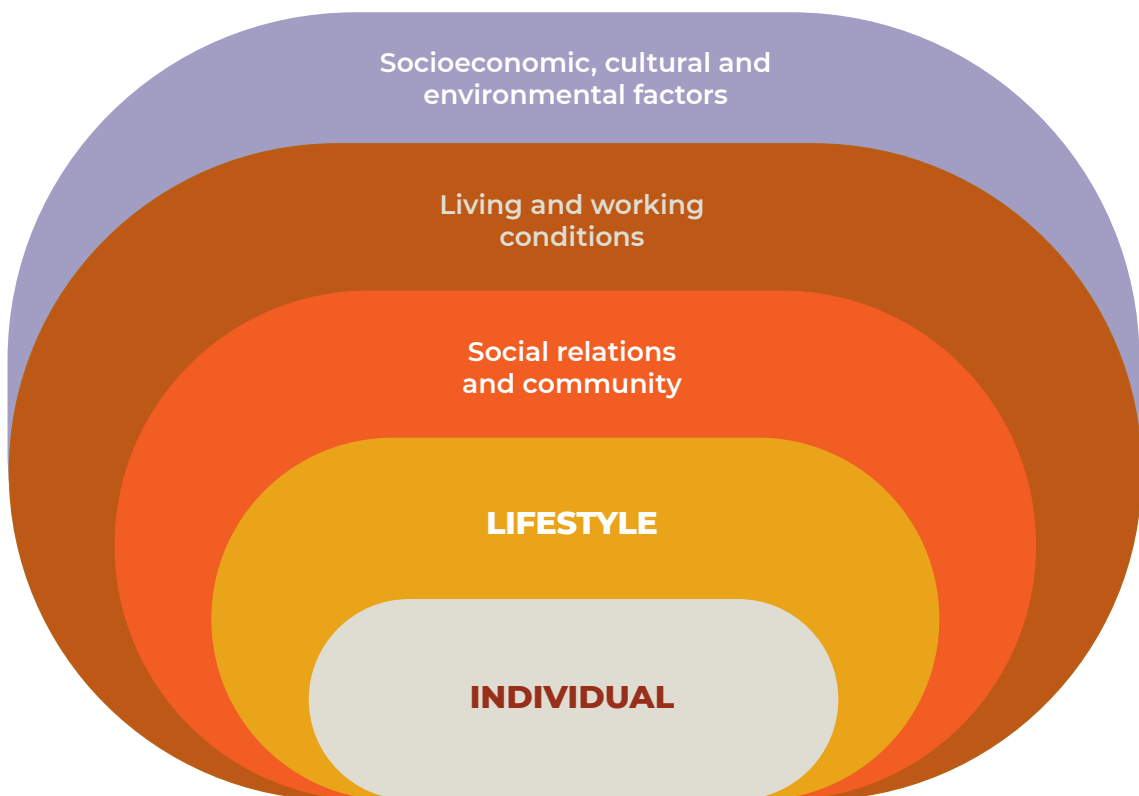 Socioeconomic, cultural and
environmental factors
Living and working
conditions
Social relations
and community
LIFESTYLE
INDIVIDUAL